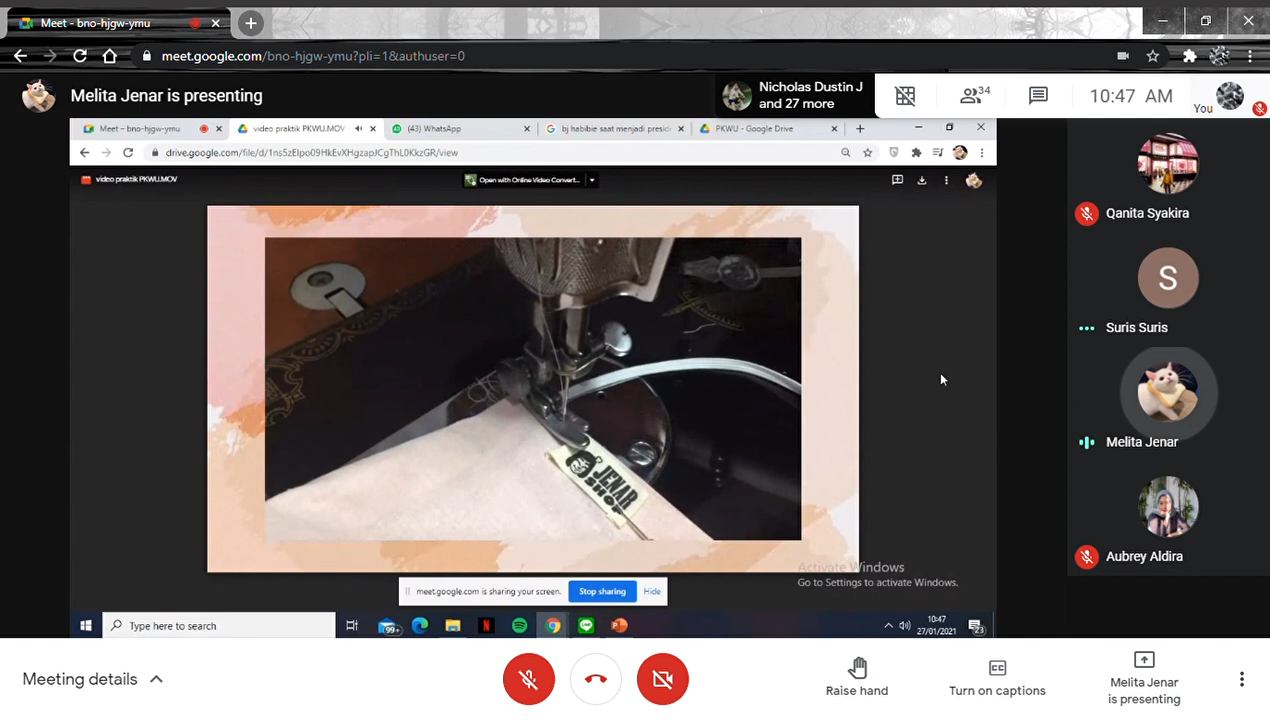 Meet - bno-hjgw-ymu
meet.google.com/bno-hjgw-ymu?pli=1&authuser=0
Melita Jenar is presenting
Nicholas Dustin J
and 27 more
34
10:47 AM
You
Meet – bno-hjgw-ymu
video praktik PKWU.MOV
(43) WhatsApp
bj habibie saat menjadi presid
PKWU - Google Drive
drive.google.com/file/d/1ns5zElpo09HkEvXHgzapJCgThL0KkzGR/view
video praktik PKWU.MOV
Open with Online Video Convert...
JENAR
SHOP
Qanita Syakira
S
Suris Suris
Melita Jenar
Aubrey Aldira
Activate Windows
Go to Settings to activate Windows.
meet.google.com is sharing your screen.
Stop sharing
Hide
Type here to search
99+
10:47
27/01/2021
23
Meeting details
Raise hand
Turn on captions
Melita Jenar
is presenting